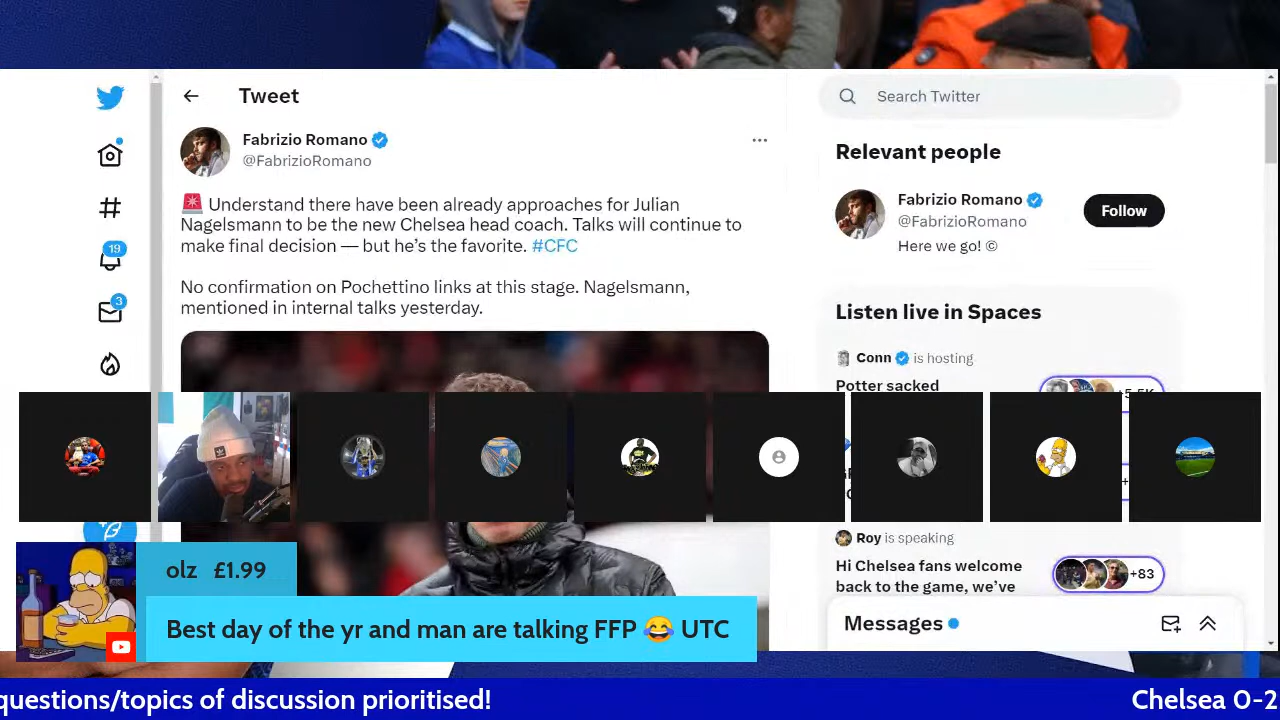 Tweet
Search Twitter
Fabrizio Romano
@FabrizioRomano
🚨 Understand there have been already approaches for Julian
Nagelsmann to be the new Chelsea head coach. Talks will continue to
make final decision — but he's the favorite. #CFC
No confirmation on Pochettino links at this stage. Nagelsmann,
mentioned in internal talks yesterday.
19
3
Relevant people
Fabrizio Romano
@FabrizioRomano
Here we go! ©
Follow
Listen live in Spaces
Conn is hosting
Potter sacked
Roy is speaking
Hi Chelsea fans welcome
back to the game, we've
+83
Messages
olz £1.99
Best day of the yr and man are talking FFP 😂 UTC
questions/topics of discussion prioritised!
Chelsea 0-2